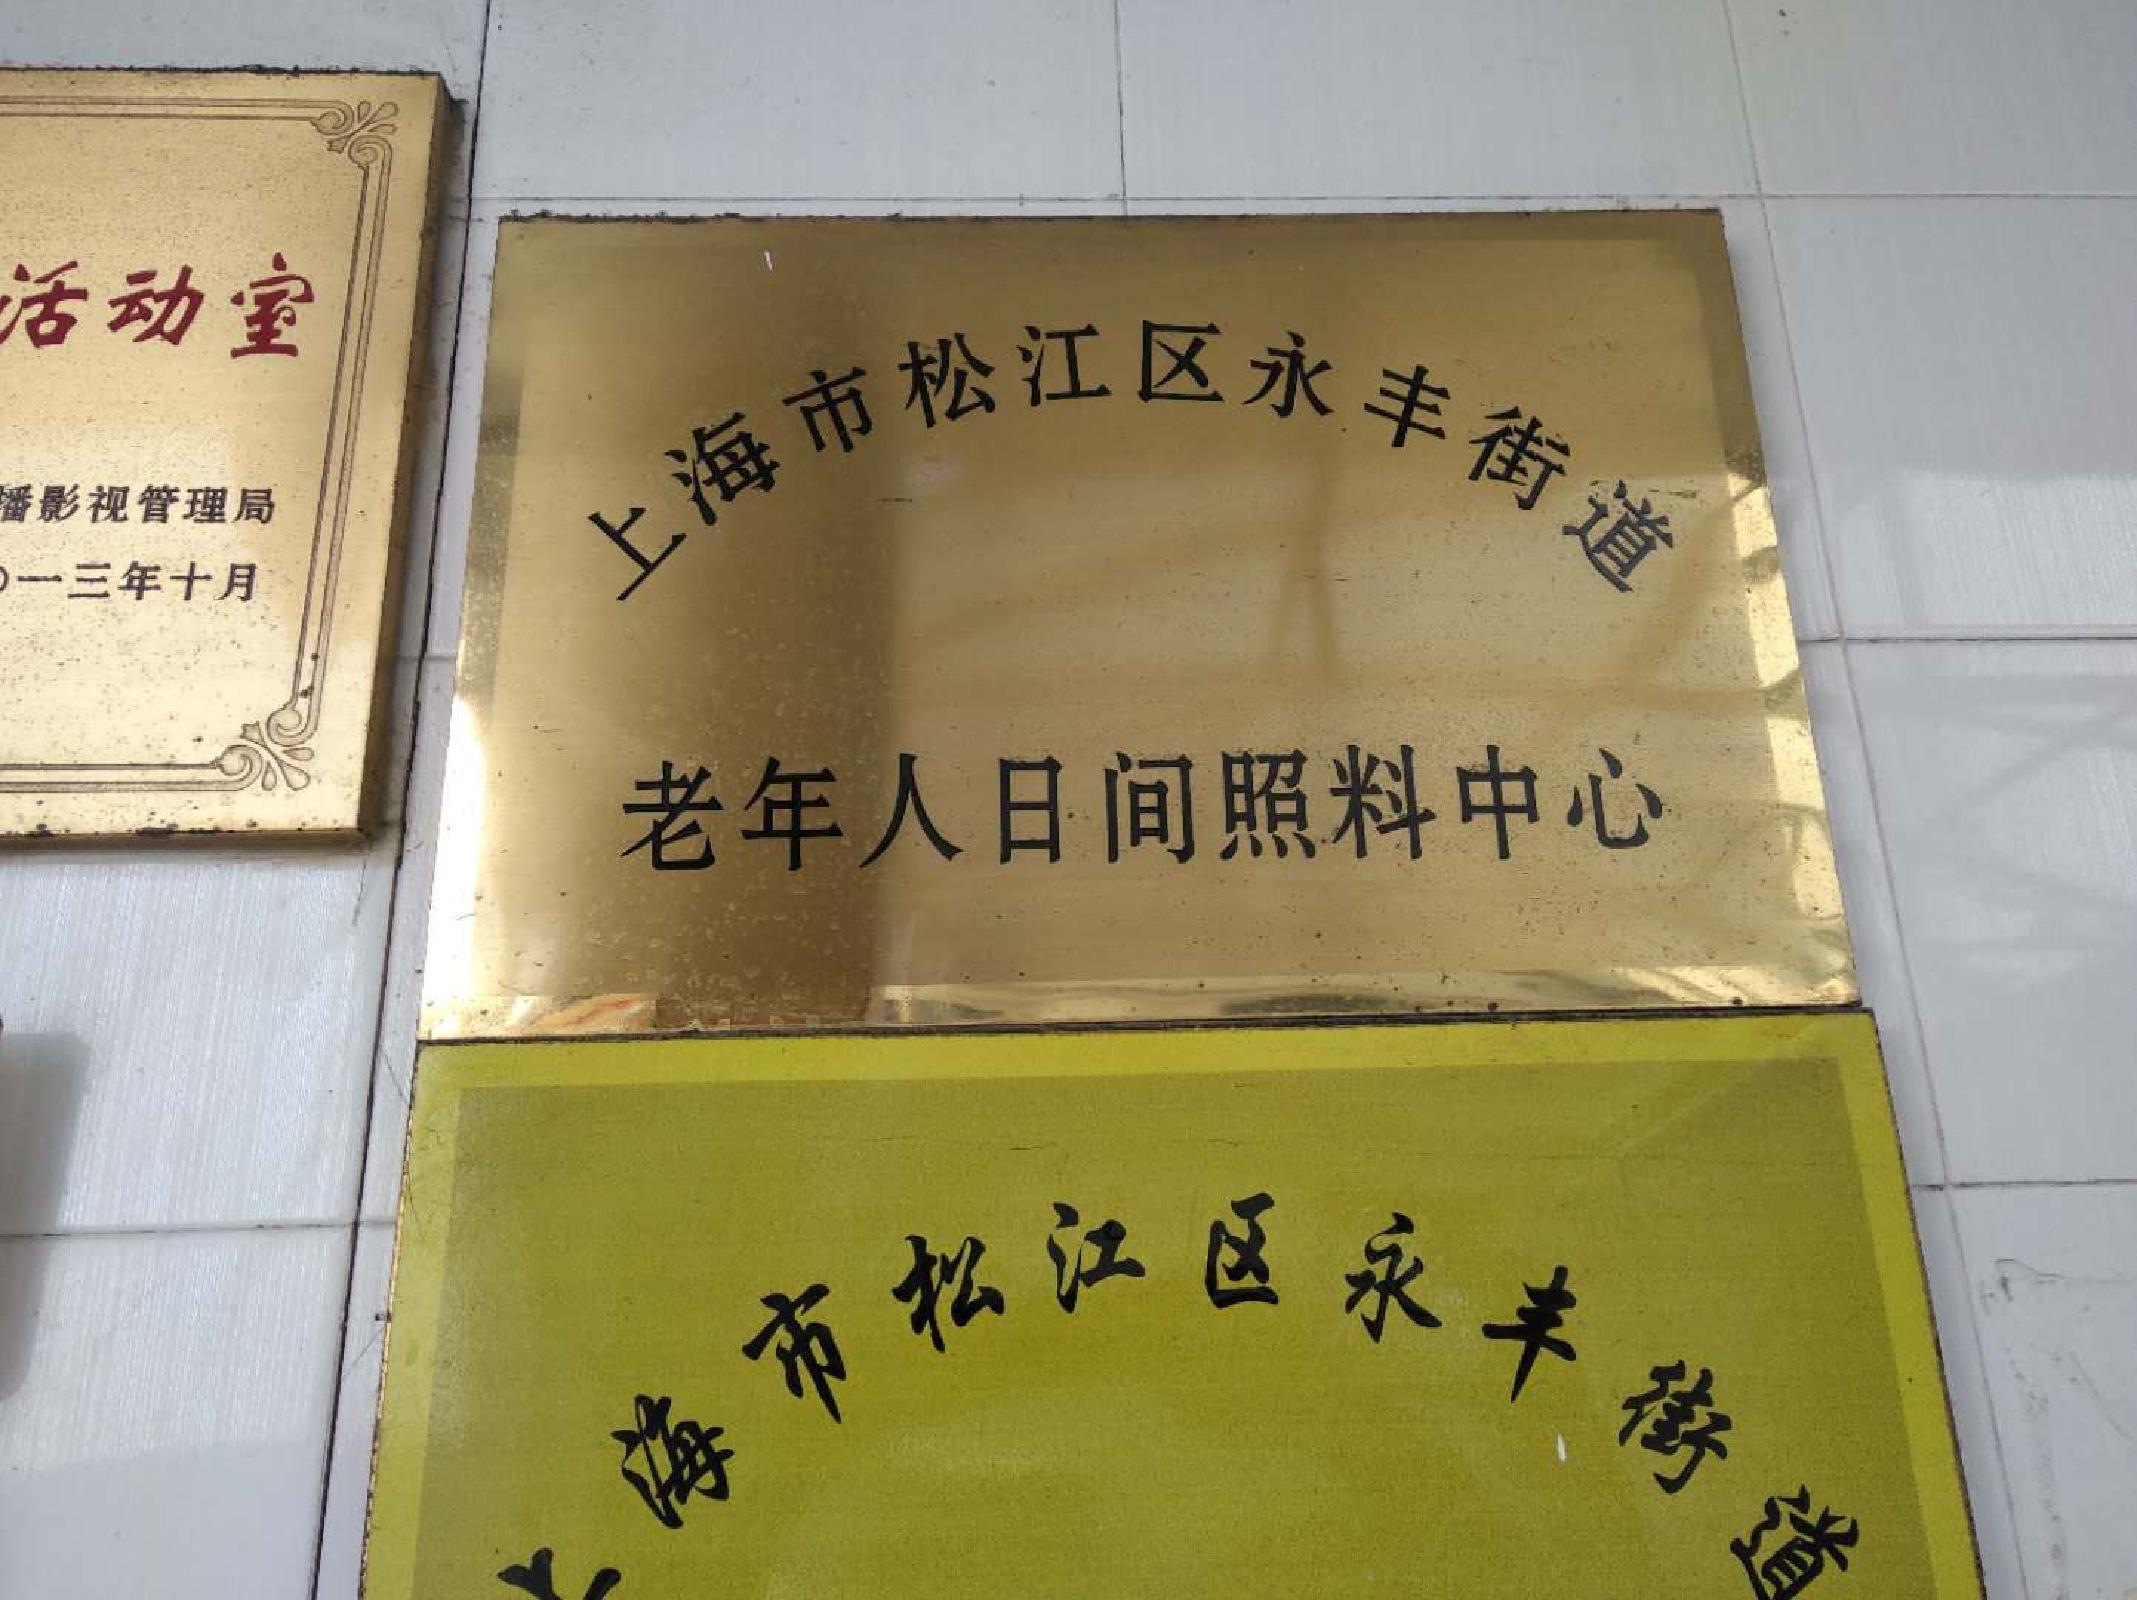 活动室
播影视管理局
〇一三年十月
上海市松江区永丰街道
老年人日间照料中心
上海市松江区永丰街道